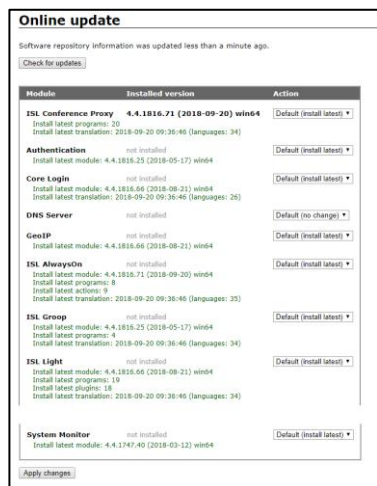 Online update
Software repository information was updated less than a minute ago.
Check for updates
Module Installed version Action
ISL Conference Proxy 4.4.1816.71 (2018-09-20) win64 Default (install latest)
Install latest programs: 20
Install latest translation: 2018-09-20 09:36:46 (languages: 34)
Authentication not installed Default (install latest)
Install latest module: 4.4.1816.25 (2018-05-17) win64
Core Login not installed Default (install latest)
Install latest module: 4.4.1816.66 (2018-08-21) win64
Install latest translation: 2018-09-20 09:36:46 (languages: 26)
DNS Server not installed Default (no change)
GeoIP not installed Default (install latest)
Install latest module: 4.4.1816.66 (2018-08-21) win64
ISL AlwaysOn not installed Default (install latest)
Install latest module: 4.4.1816.71 (2018-09-20) win64
Install latest programs: 8
Install latest actions: 9
Install latest translation: 2018-09-20 09:36:46 (languages: 35)
ISL Groop not installed Default (install latest)
Install latest module: 4.4.1816.25 (2018-05-17) win64
Install latest programs: 4
Install latest translation: 2018-09-20 09:36:46 (languages: 34)
ISL Light not installed Default (install latest)
Install latest module: 4.4.1816.66 (2018-08-21) win64
Install latest programs: 19
Install latest plugins: 18
Install latest translation: 2018-09-20 09:36:46 (languages: 34)
System Monitor not installed Default (install latest)
Install latest module: 4.4.1747.40 (2018-03-12) win64
Apply changes